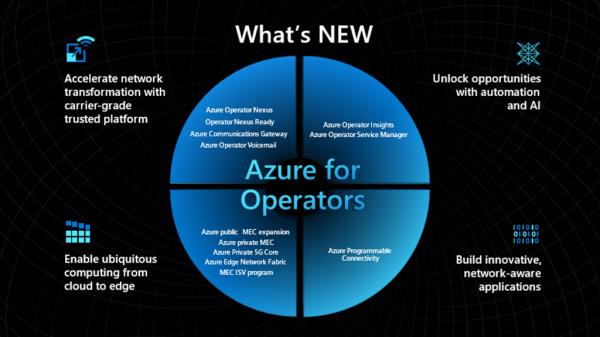 What's NEW
Accelerate network
transformation with
carrier-grade
trusted platform
Unlock opportunities
with automation
and AI
Azure Operator Nexus
Operator Nexus Ready
Azure Communications Gateway
Azure Operator Voicemail
Azure Operator Insights
Azure Operator Service Manager
Azure for
Operators
Azure public MEC expansion
Azure private MEC
Azure Private 5G Core
Azure Edge Network Fabric
MEC ISV program
Azure Programmable
Connectivity
Enable ubiquitous
computing from
cloud to edge
Build innovative,
network-aware
applications